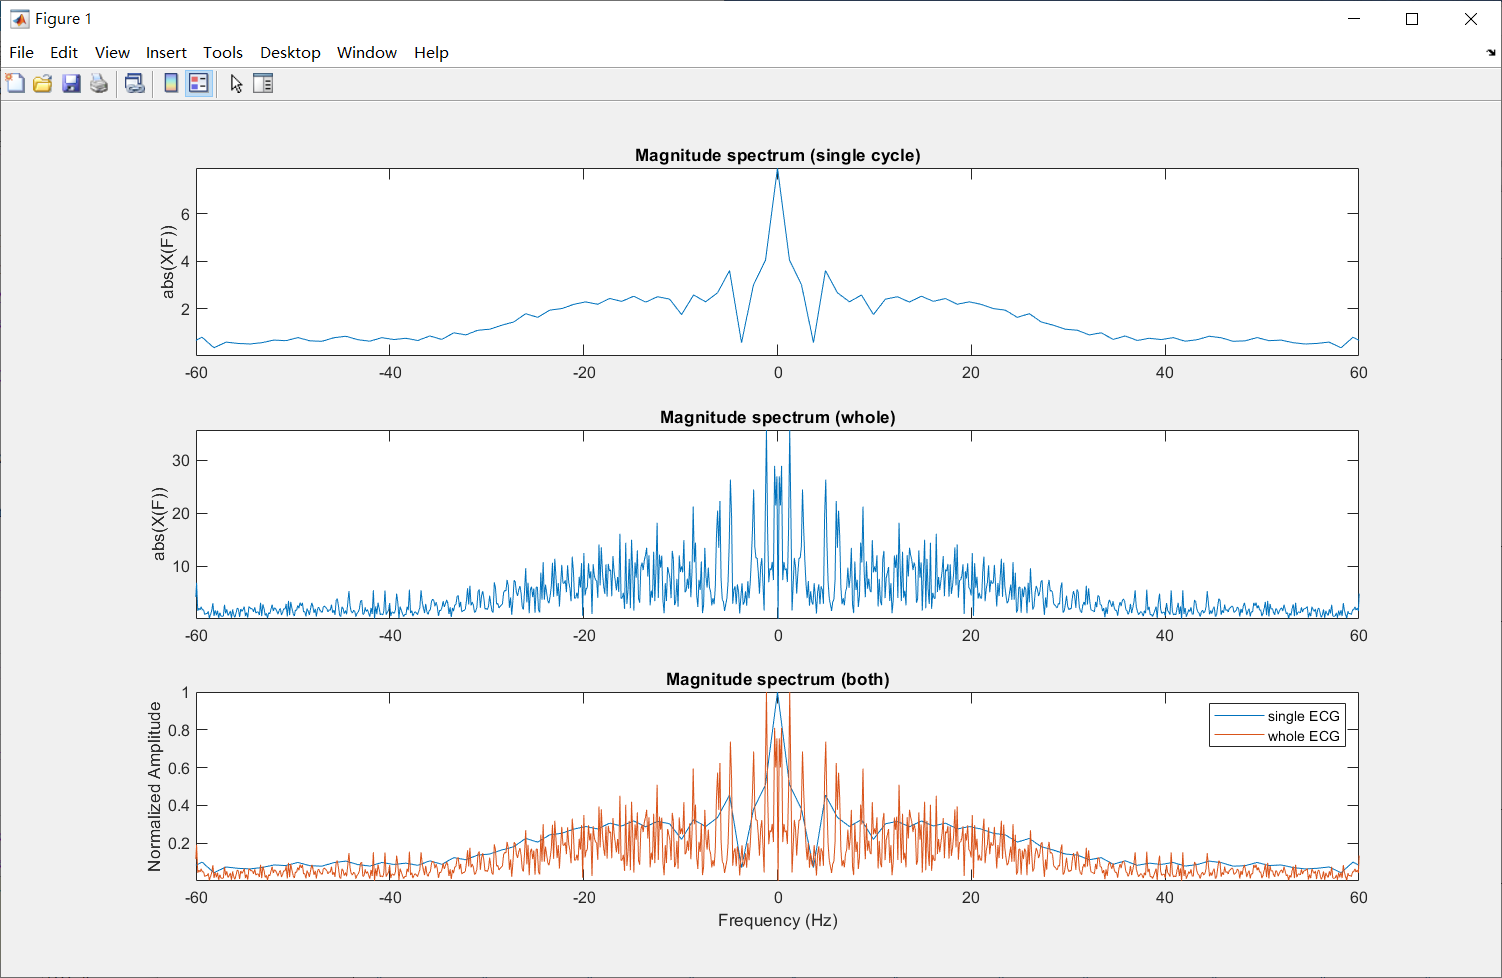 Figure 1
File Edit View Insert Tools Desktop Window Help
Magnitude spectrum (single cycle)
abs(X(F))
6
4
2
-60 -40 -20 0 20 40 60
Magnitude spectrum (whole)
abs(X(F))
30
20
10
-60 -40 -20 0 20 40 60
Magnitude spectrum (both)
Normalized Amplitude
1
0.8
0.6
0.4
0.2
single ECG
whole ECG
-60 -40 -20 0 20 40 60
Frequency (Hz)